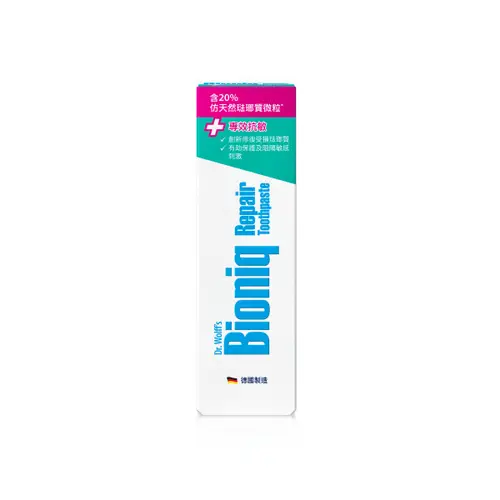 含20%
仿天然琺瑯質微粒*
專效抗敏
創新修復受損琺瑯質
有助保護及阻隔敏感
刺激
Dr. Wolff's
Bioniq
Repair
Toothpaste
德國製造